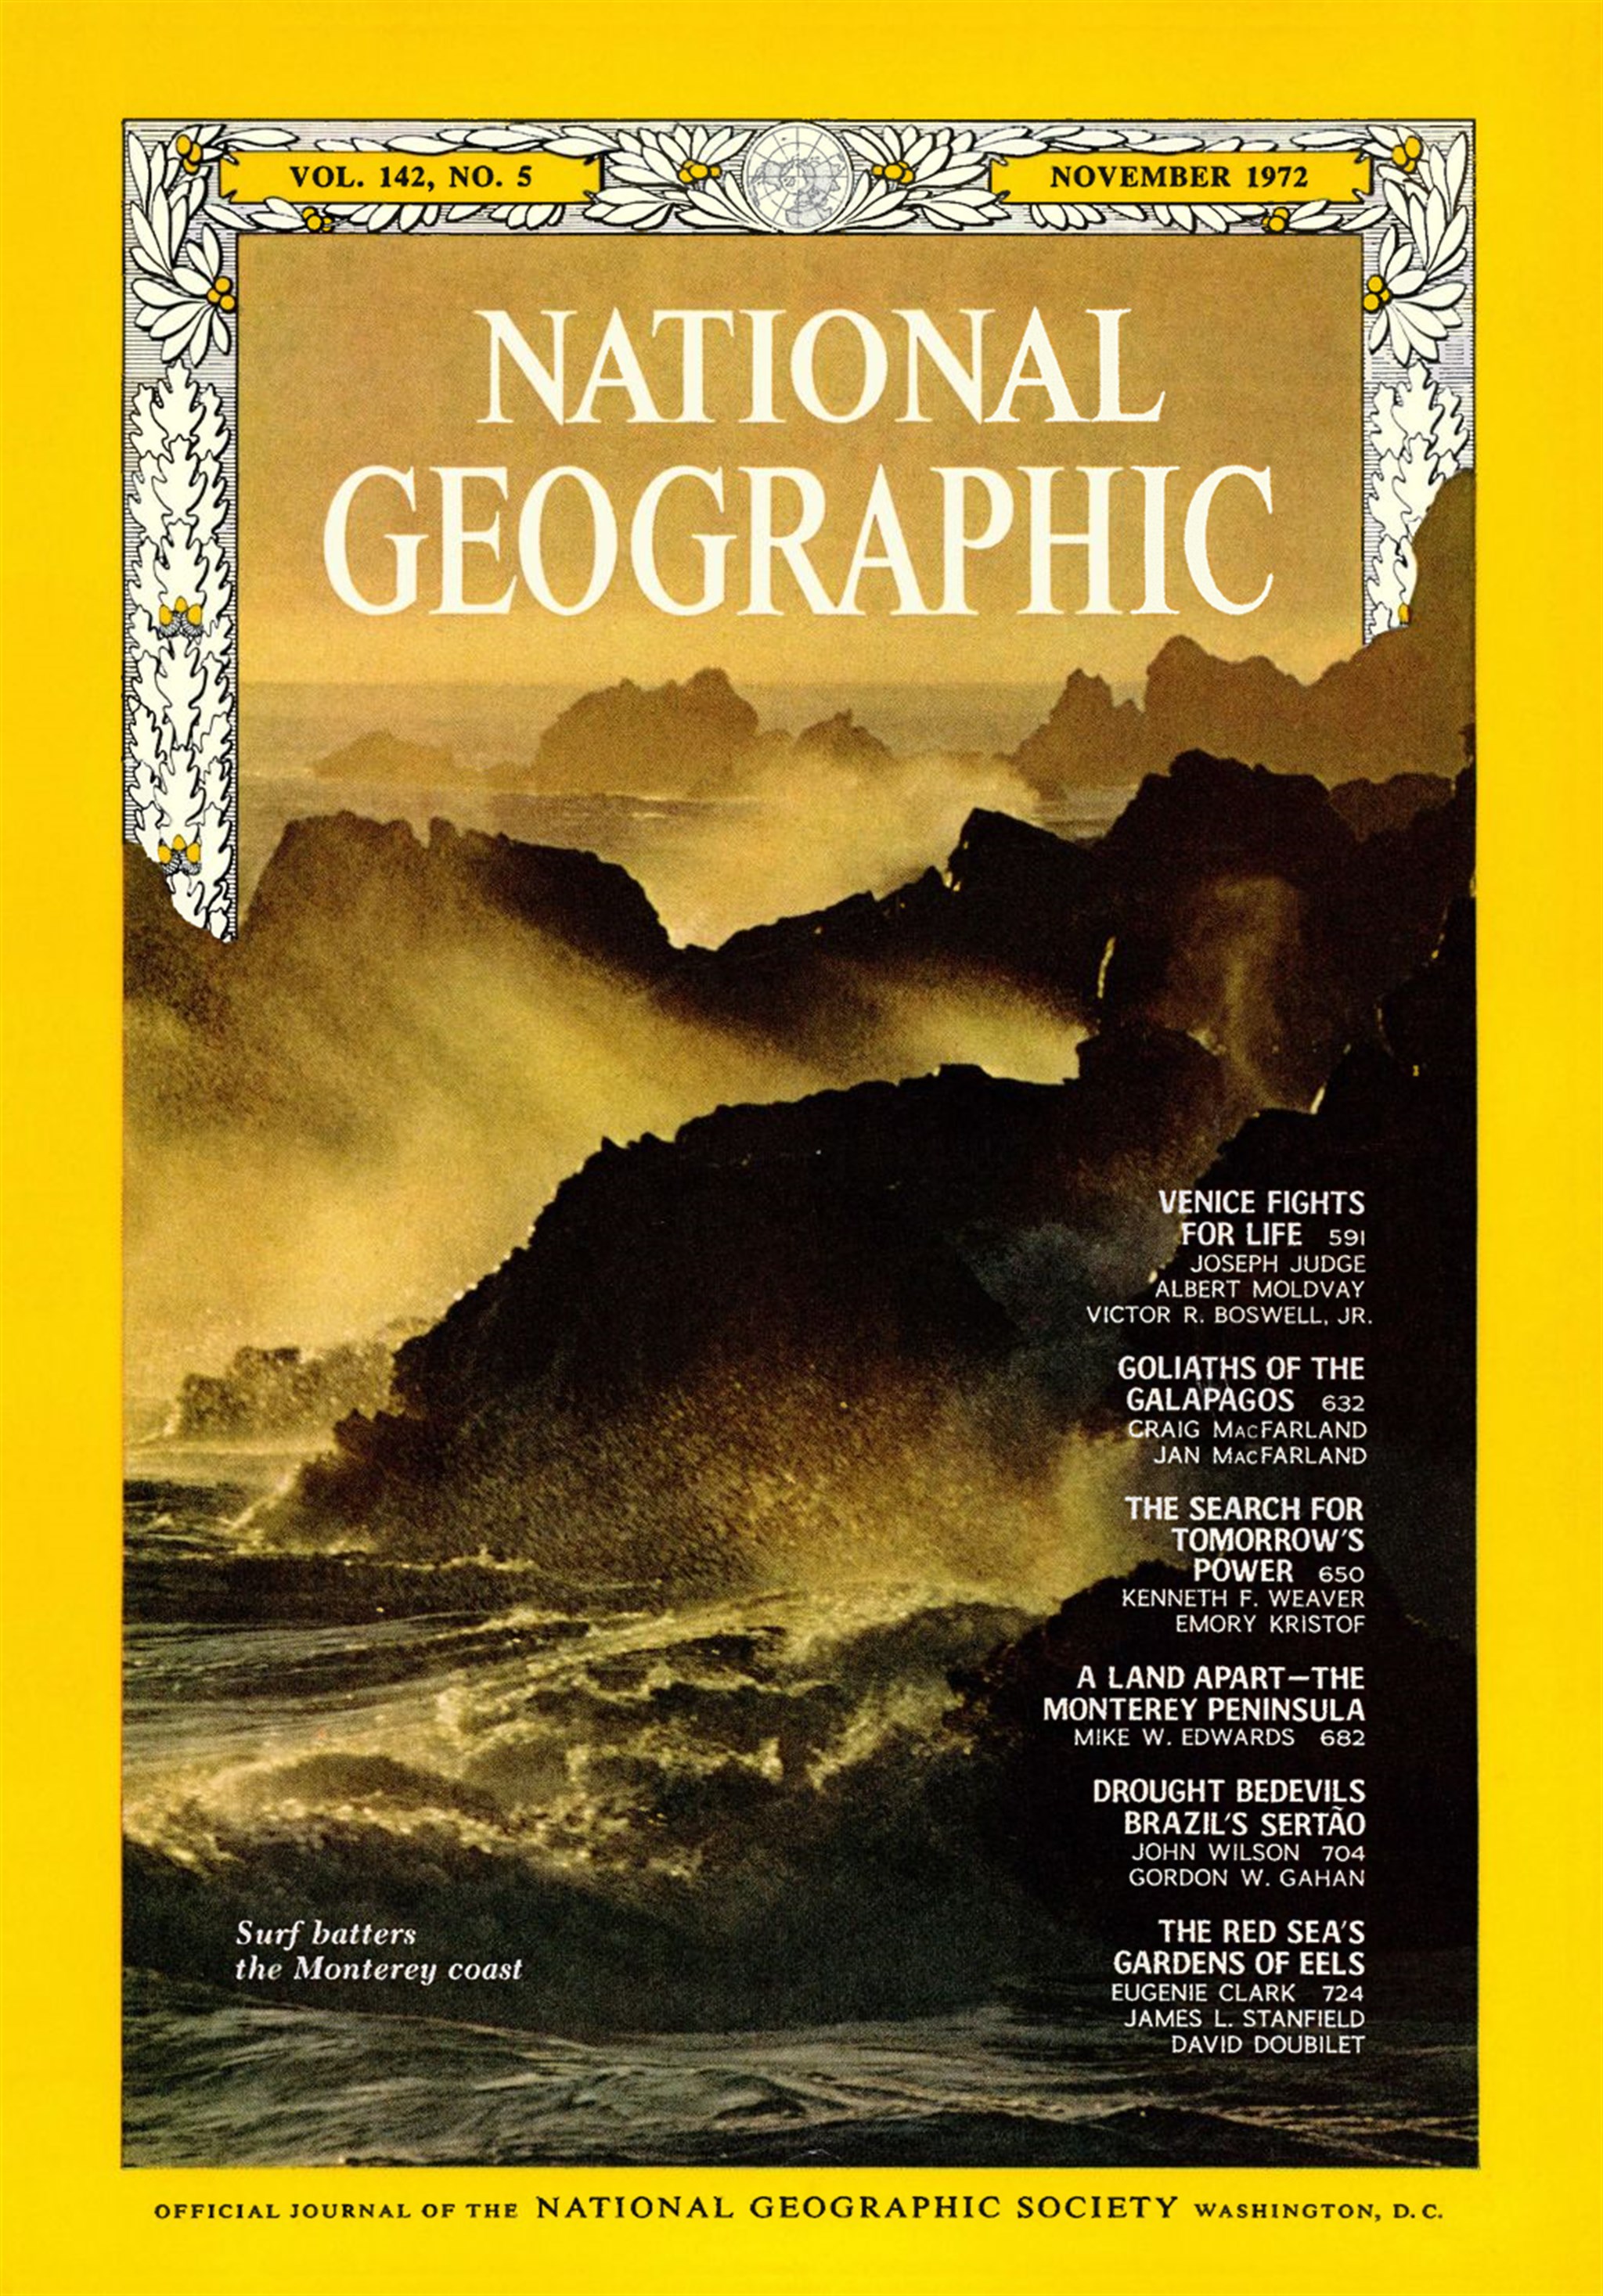 VOL. 142, NO. 5
NOVEMBER 1972
NATIONAL
GEOGRAPHIC
VENICE FIGHTS
FOR LIFE 591
JOSEPH JUDGE
ALBERT MOLDVAY
VICTOR R. BOSWELL, JR.
GOLIATHS OF THE
GALAPAGOS 632
CRAIG MacFARLAND
JAN MacFARLAND
THE SEARCH FOR
TOMORROW'S
POWER 650
KENNETH F. WEAVER
EMORY KRISTOF
A LAND APART—THE
MONTEREY PENINSULA
MIKE W. EDWARDS 682
DROUGHT BEDEVILS
BRAZIL'S SERTÃO
JOHN WILSON 704
GORDON W. GAHAN
THE RED SEA'S
GARDENS OF EELS
EUGENIE CLARK 724
JAMES L. STANFIELD
DAVID DOUBILET
Surf batters
the Monterey coast
OFFICIAL JOURNAL OF THE NATIONAL GEOGRAPHIC SOCIETY WASHINGTON, D.C.